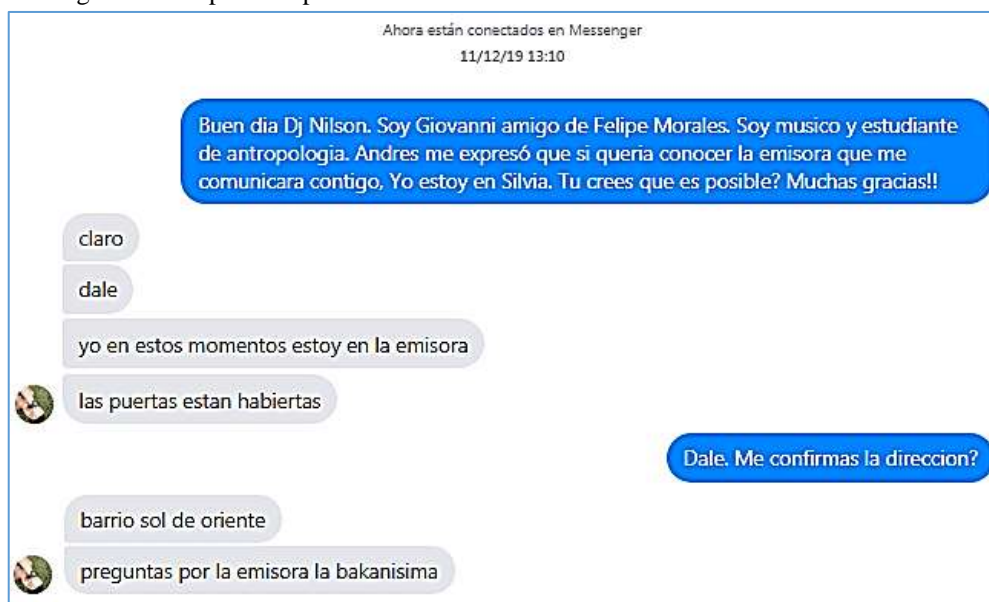 Ahora están conectados en Messenger
11/12/19 13:10
Buen dia Dj Nilson. Soy Giovanni amigo de Felipe Morales. Soy musico y estudiante
de antropologia. Andres me expresó que si queria conocer la emisora que me
comunicara contigo, Yo estoy en Silvia. Tu crees que es posible? Muchas gracias!!
claro
dale
yo en estos momentos estoy en la emisora
las puertas estan habiertas
Dale. Me confirmas la direccion?
barrio sol de oriente
preguntas por la emisora la bakanisima